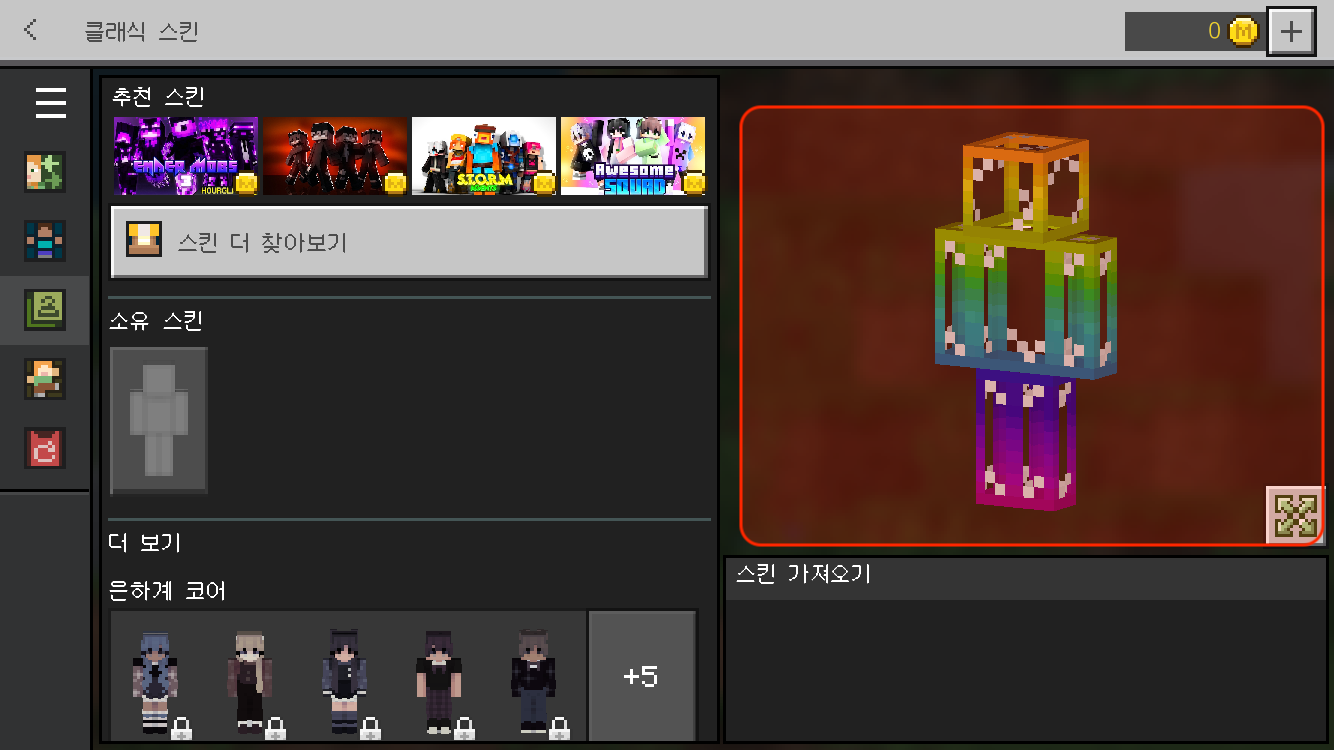 클래식 스킨
0
추천 스킨
ENDER MOBS
HOURGLASS
S.T.O.R.M
Awesome
SQUAD
스킨 더 찾아보기
소유 스킨
더 보기
은하계 코어
+5
스킨 가져오기